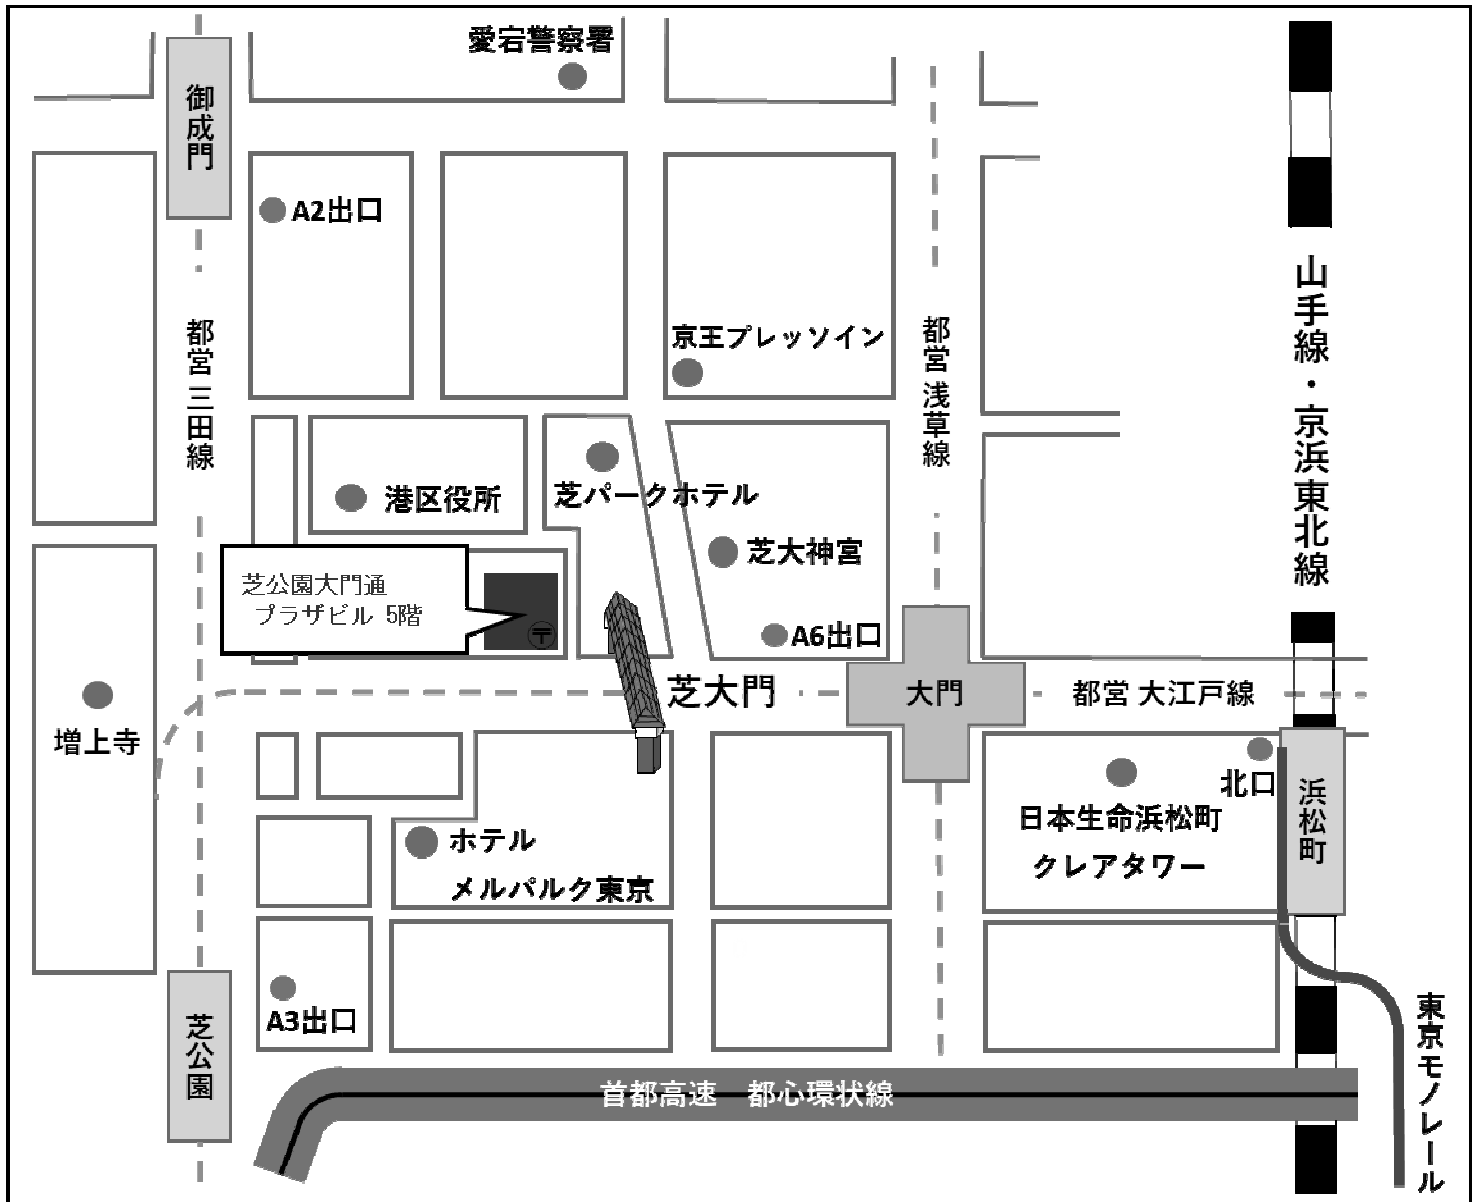 愛宕警察署
御成門
A2出口
山手線・京浜東北線
都営 三田線
都営 浅草線
京王プレッソイン
港区役所
芝パークホテル
芝大神宮
芝公園大門通
プラザビル 5階
〒
A6出口
芝大門
大門
都営 大江戸線
増上寺
北口
浜松町
日本生命浜松町
クレアタワー
ホテル
メルパルク東京
A3出口
芝公園
東京モノレール
首都高速　都心環状線